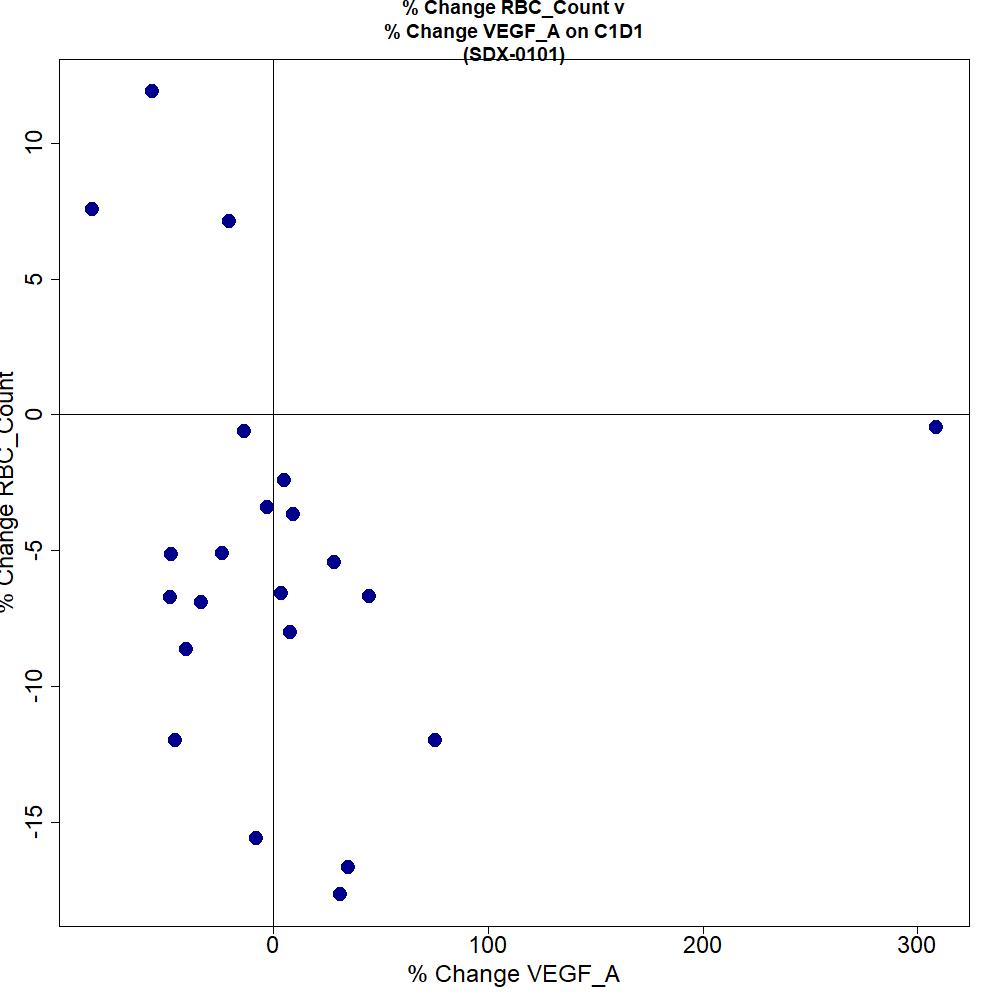 % Change RBC_Count v
% Change VEGF_A on C1D1
(SDX-0101)
10
5
0
-5
-10
-15
% Change RBC_Count
0
100
200
300
% Change VEGF_A